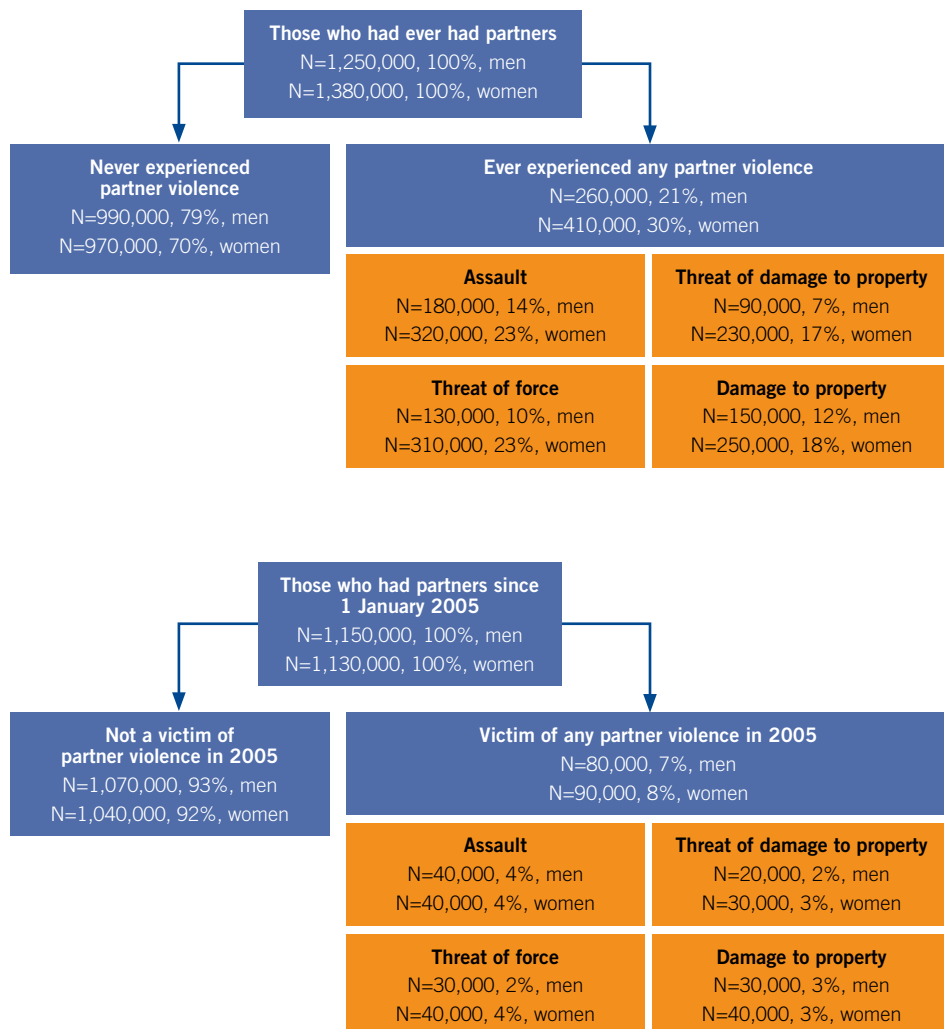 Those who had ever had partners
N=1,250,000, 100%, men
N=1,380,000, 100%, women
Never experienced
partner violence
N=990,000, 79%, men
N=970,000, 70%, women
Ever experienced any partner violence
N=260,000, 21%, men
N=410,000, 30%, women
Assault
N=180,000, 14%, men
N=320,000, 23%, women
Threat of damage to property
N=90,000, 7%, men
N=230,000, 17%, women
Threat of force
N=130,000, 10%, men
N=310,000, 23%, women
Damage to property
N=150,000, 12%, men
N=250,000, 18%, women
Those who had partners since
1 January 2005
N=1,150,000, 100%, men
N=1,130,000, 100%, women
Not a victim of
partner violence in 2005
N=1,070,000, 93%, men
N=1,040,000, 92%, women
Victim of any partner violence in 2005
N=80,000, 7%, men
N=90,000, 8%, women
Assault
N=40,000, 4%, men
N=40,000, 4%, women
Threat of damage to property
N=20,000, 2%, men
N=30,000, 3%, women
Threat of force
N=30,000, 2%, men
N=40,000, 4%, women
Damage to property
N=30,000, 3%, men
N=40,000, 3%, women